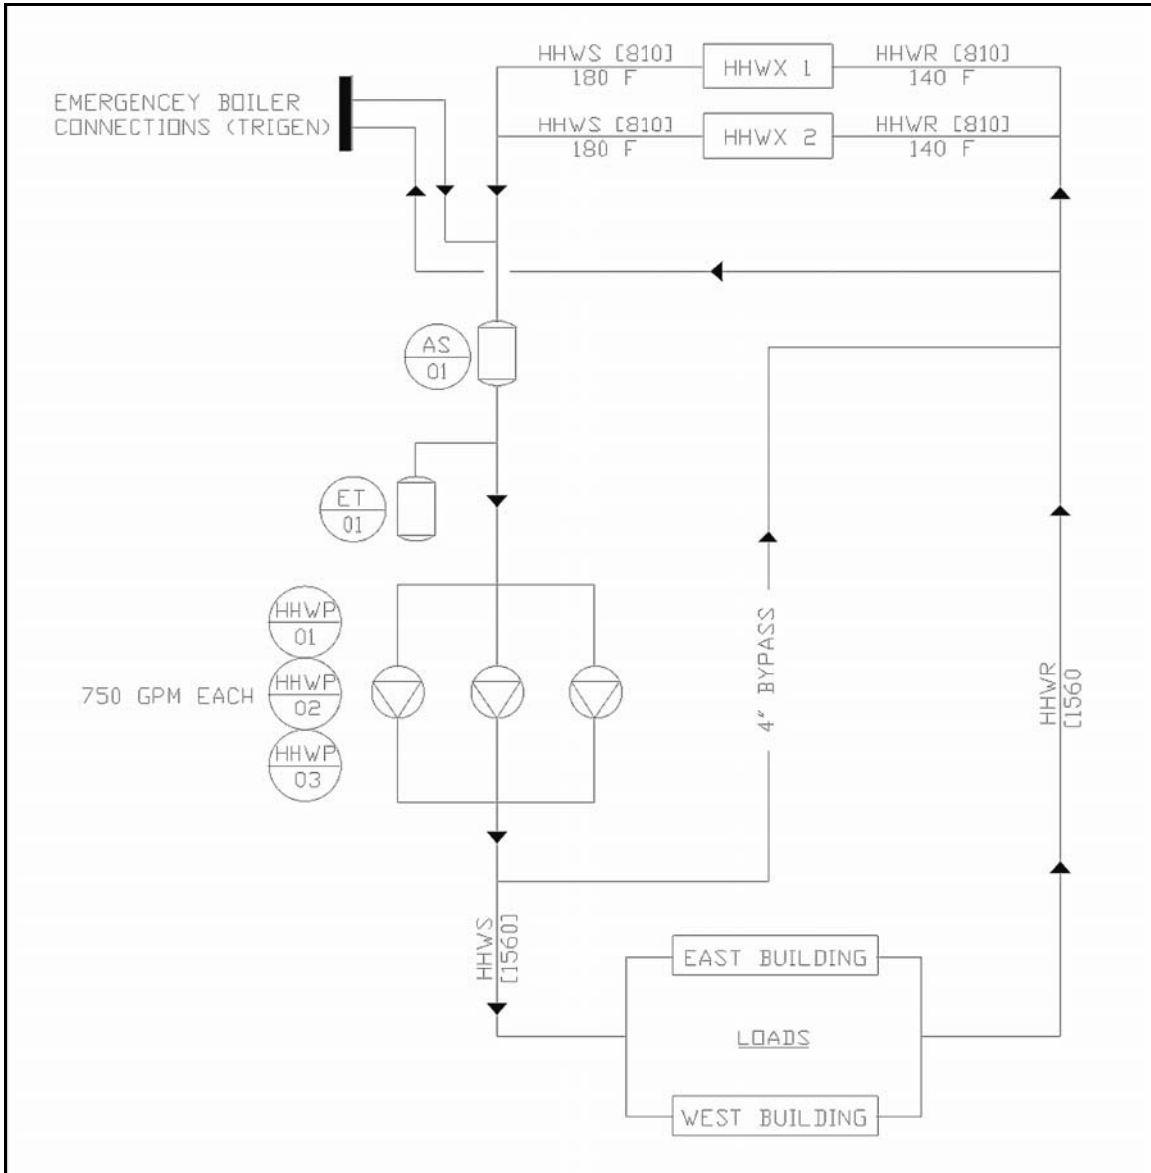 HHWS [810]
180 F
HHWX 1
HHWR [810]
140 F
EMERGENCEY BOILER
CONNECTIONS (TRIGEN)
HHWS [810]
180 F
HHWX 2
HHWR [810]
140 F
AS
01
ET
01
HHWP
01
750 GPM EACH
HHWP
02
HHWP
03
4" BYPASS
HHWR
[1560
HHWS
[1560]
EAST BUILDING
LOADS
WEST BUILDING